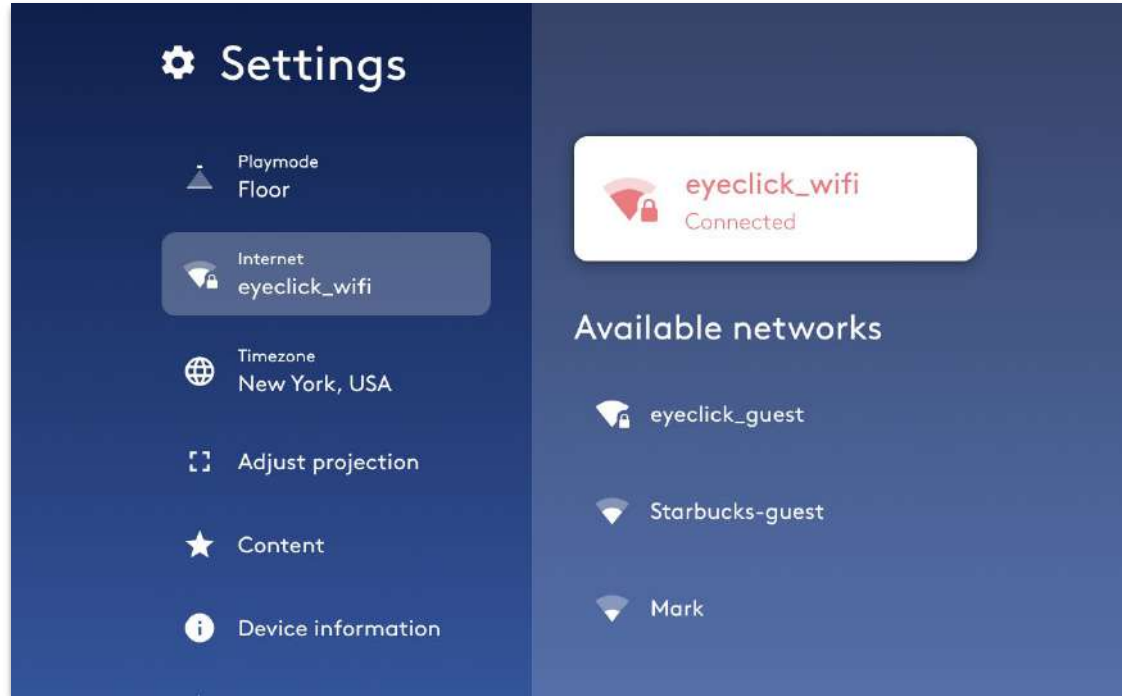 Settings
Playmode
Floor
Internet
eyeclick_wifi
Timezone
New York, USA
Adjust projection
Content
Device information
eyeclick_wifi
Connected
Available networks
eyeclick_guest
Starbucks-guest
Mark